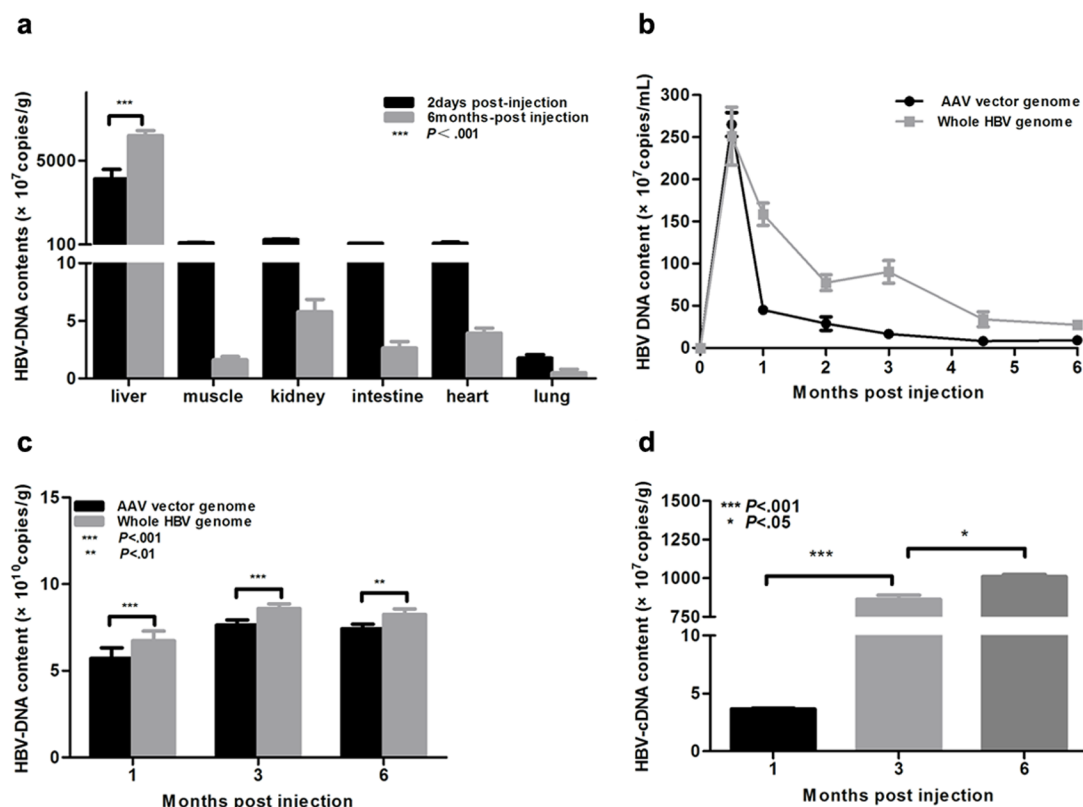 a
HBV-DNA contents (× 10⁷copies/g)
*** 
2days post-injection
6months-post injection
*** P< .001
5000
100
10
5
0
liver muscle kidney intestine heart lung
b
HBV DNA content (× 10⁷copies/mL)
AAV vector genome
Whole HBV genome
300
250
200
150
100
50
0
0 1 2 3 4 5 6
Months post injection
c
HBV-DNA content (× 10¹⁰copies/g)
15
10
5
0
AAV vector genome
Whole HBV genome
*** P<.001
** P<.01
*** *** **
1 3 6
Months post injection
d
HBV-cDNA content (× 10⁷copies/g)
1500
1250
1000
750
10
5
0
*** P<.001
* P<.05
*** *
1 3 6
Months post injection